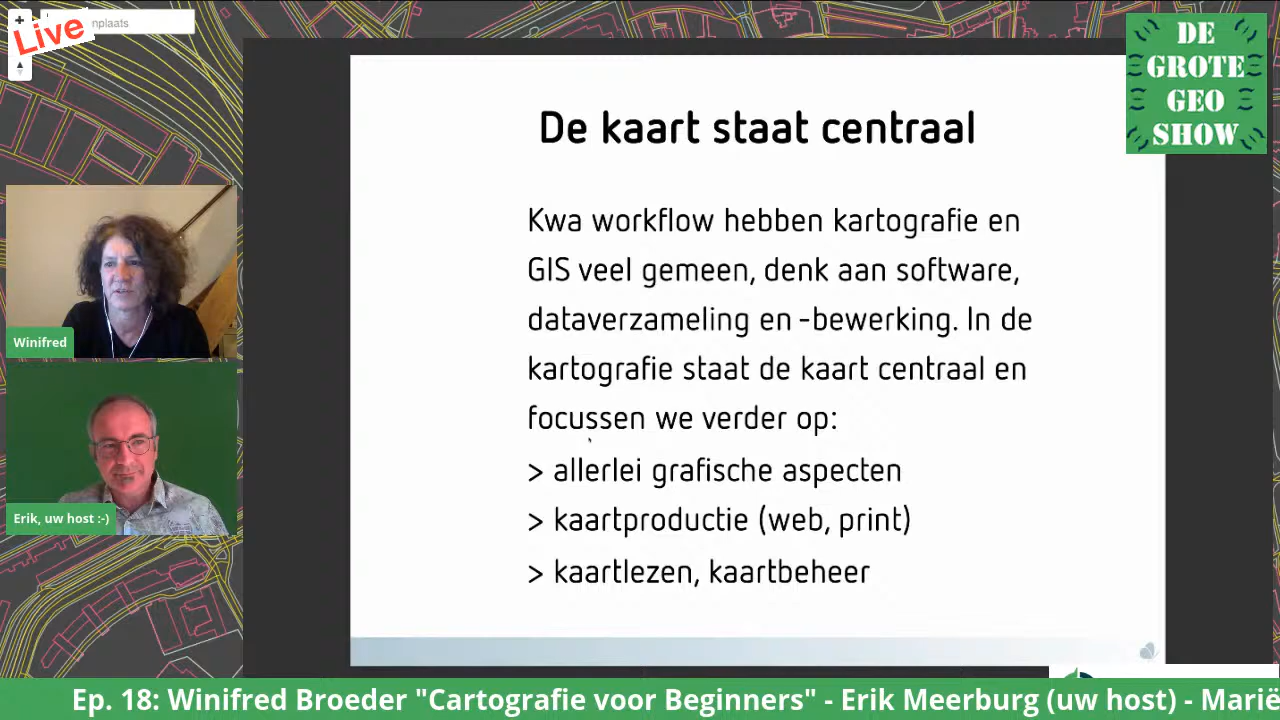 Live
nplaats
DE
GROTE
GEO
SHOW
De kaart staat centraal
Kwa workflow hebben kartografie en
GIS veel gemeen, denk aan software,
dataverzameling en -bewerking. In de
kartografie staat de kaart centraal en
focussen we verder op:
> allerlei grafische aspecten
> kaartproductie (web, print)
> kaartlezen, kaartbeheer
Winifred
Erik, uw host :-)
Ep. 18: Winifred Broeder "Cartografie voor Beginners" - Erik Meerburg (uw host) - Marië